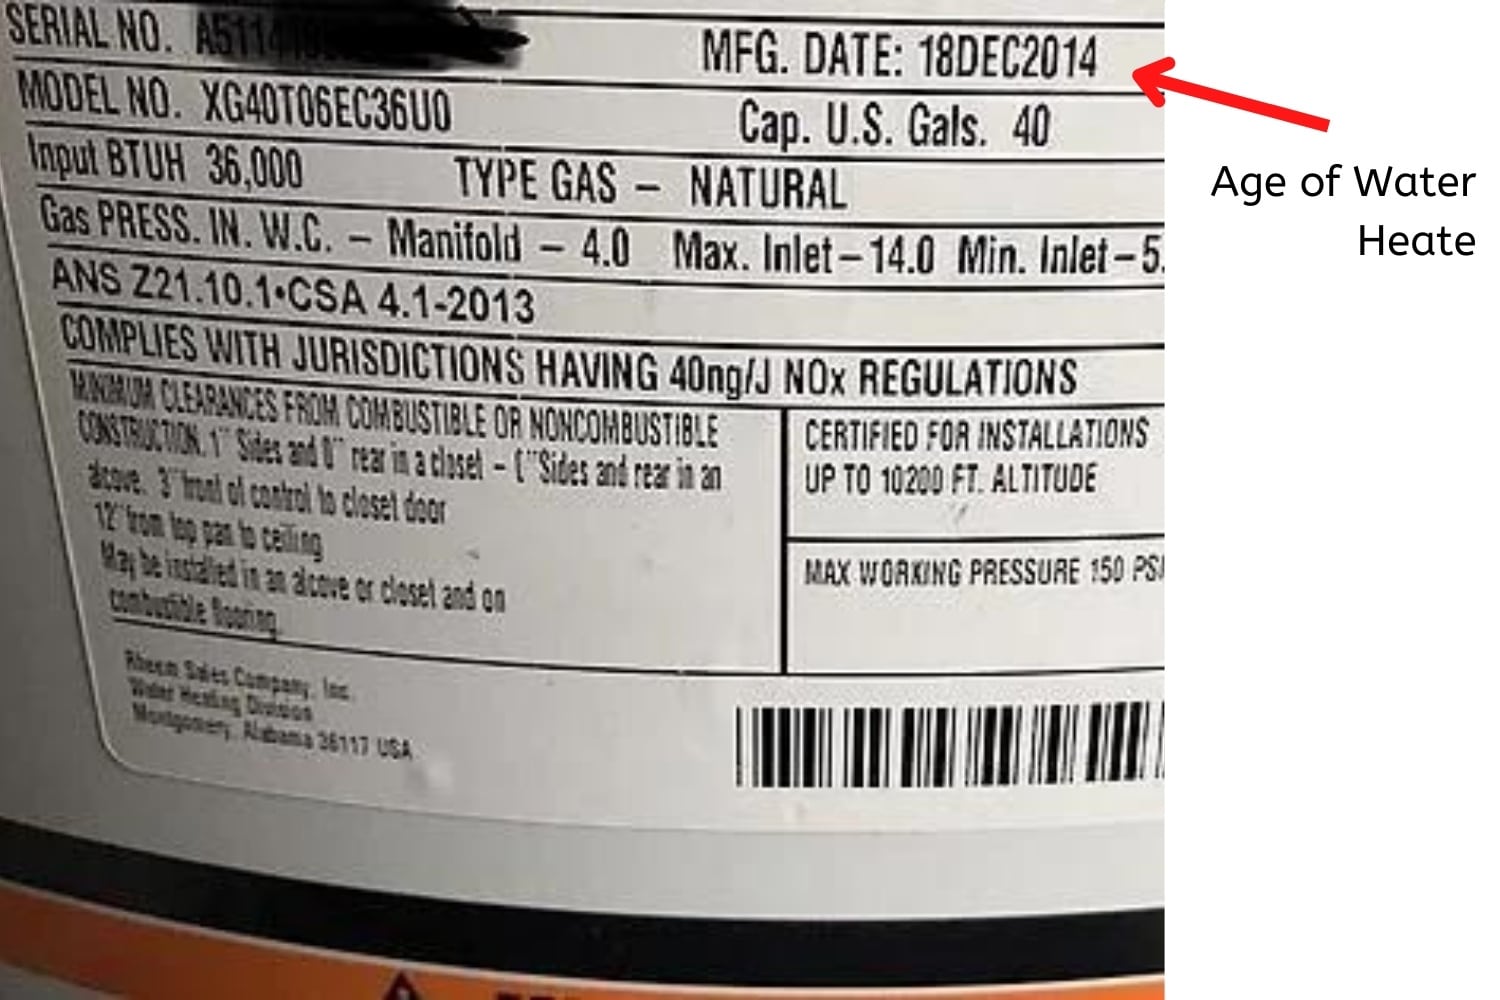 SERIAL NO. A5114
MFG. DATE: 18DEC2014
MODEL NO. XG40T06EC36U0
Cap. U.S. Gals. 40
Input BTUH 36,000 TYPE GAS – NATURAL
Gas PRESS. IN. W.C. – Manifold – 4.0 Max. Inlet – 14.0 Min. Inlet – 5.
ANS Z21.10.1•CSA 4.1-2013
COMPLIES WITH JURISDICTIONS HAVING 40ng/J NOx REGULATIONS
MINIMUM CLEARANCES FROM COMBUSTIBLE OR NONCOMBUSTIBLE
CONSTRUCTION. 1" Sides and 0" rear in a closet – "Sides and rear in an
alcove. 3" front of control to closet door
12" from top pan to ceiling
May be installed in an alcove or closet and on
combustible flooring
CERTIFIED FOR INSTALLATIONS
UP TO 10200 FT. ALTITUDE
MAX WORKING PRESSURE 150 PSI
Rheem Sales Company, Inc.
Water Heating Division
Montgomery, Alabama 36117 USA
Age of Water
Heate